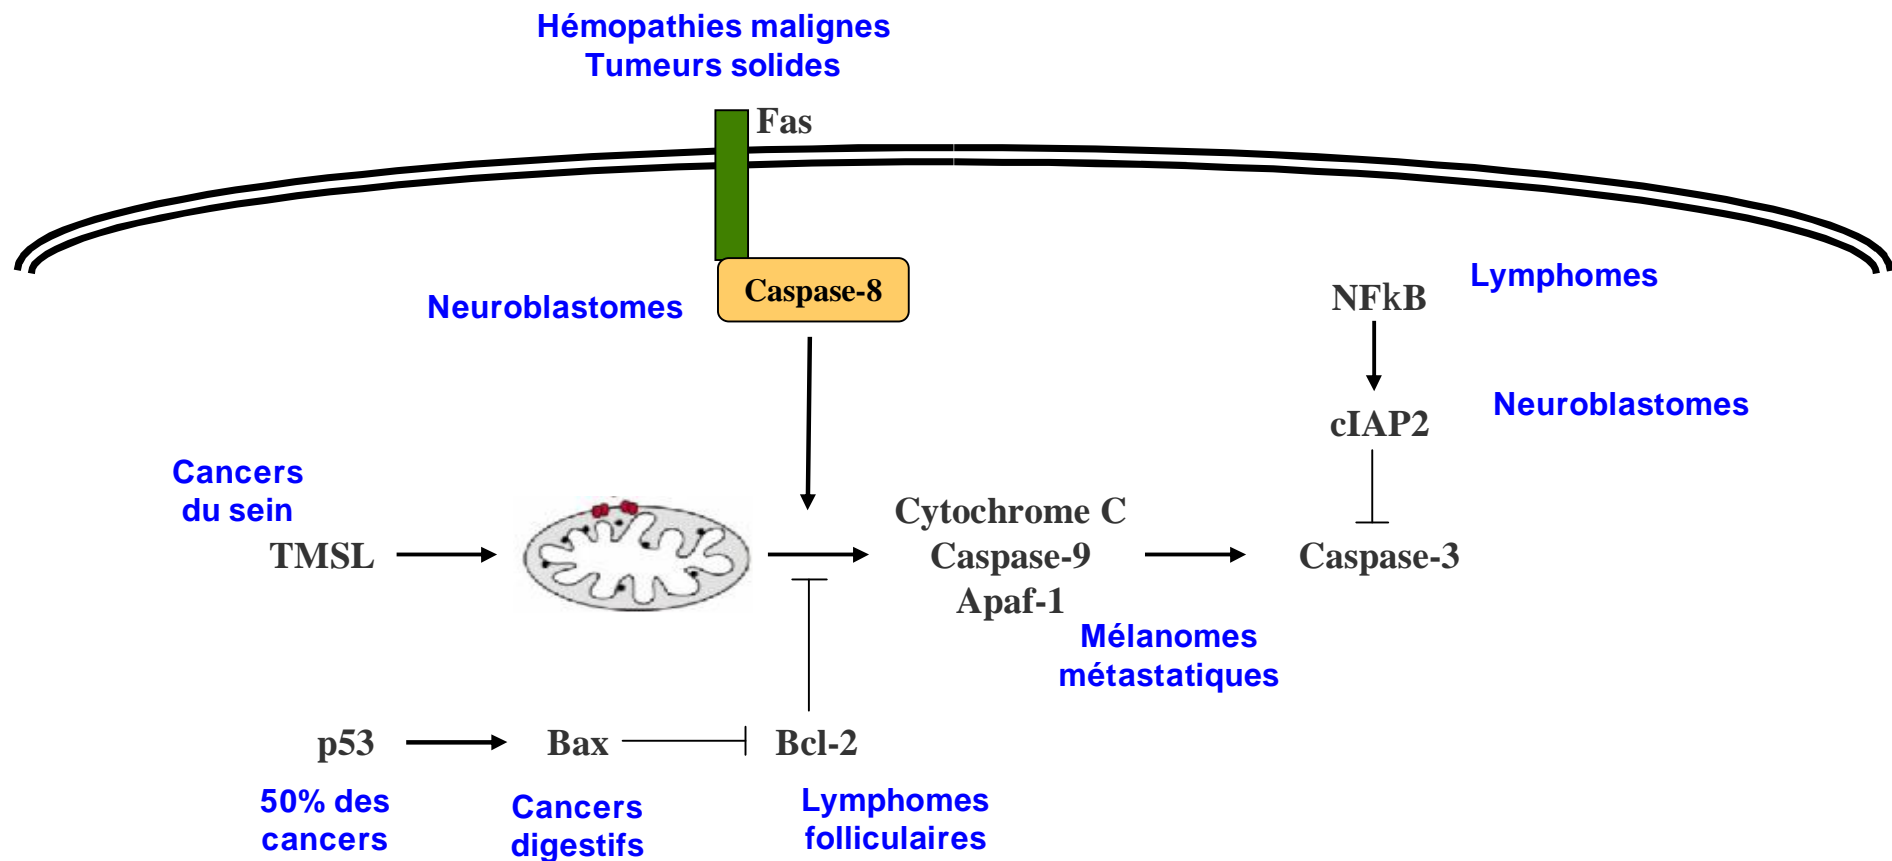 Hémopathies malignes
Tumeurs solides
Fas
Caspase-8
Neuroblastomes
Lymphomes
NFkB
Neuroblastomes
cIAP2
Cancers
du sein
TMSL
Cytochrome C
Caspase-9
Apaf-1
Caspase-3
Mélanomes
métastatiques
p53
Bax
Bcl-2
50% des
cancers
Cancers
digestifs
Lymphomes
folliculaires